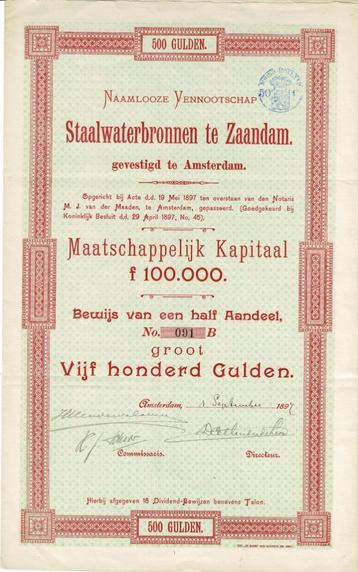 500 GULDEN.
50
NAAMLOOZE VENNOOTSCHAP
Staalwaterbronnen te Zaandam.
gevestigd te Amsterdam.
Opgericht bij Acte d.d. 19 Mei 1897 ten overstaan van den Notaris
M. J. van der Maaden, te Amsterdam, gepasseerd. (Goedgekeurd bij
Koninklijk Besluit d.d. 29 April 1897, No. 45).
Maatschappelijk Kapitaal
f 100.000.
Bewijs van een half Aandeel,
No. 091 B
groot
Vijf honderd Gulden.
Amsterdam, 1 September 1897
Commissaris. Directeur.
Hierbij afgegeven 18 Dividend-Bewijzen benevens Talon.
500 GULDEN.